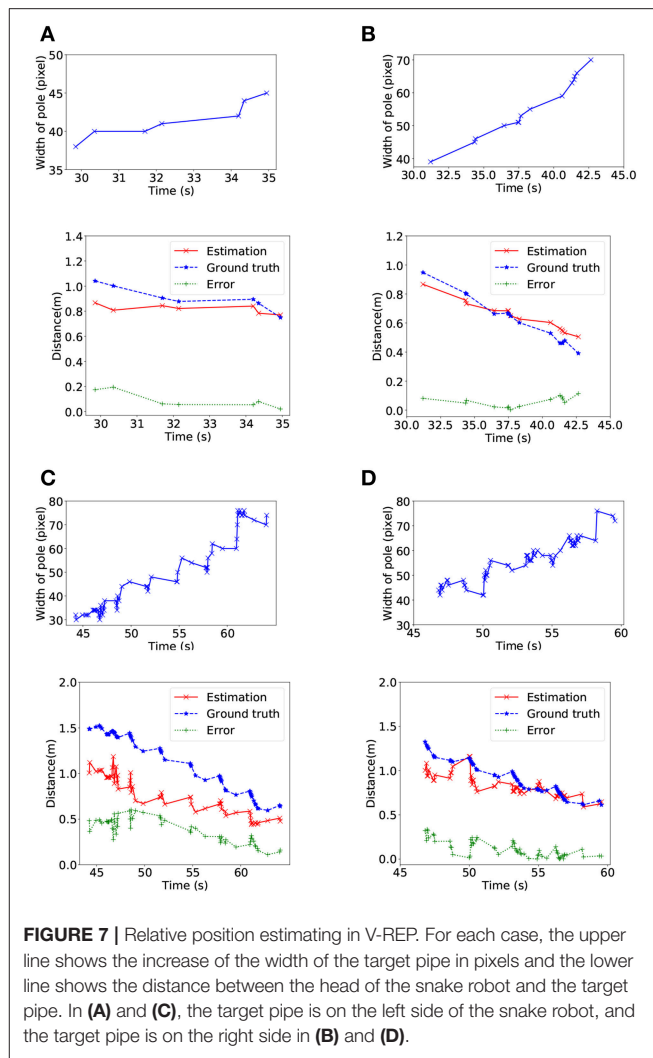 A
B
50
45
40
35
Width of pole (pixel)
30 31 32 33 34 35
Time (s)
70
60
50
40
Width of pole (pixel)
30.0 32.5 35.0 37.5 40.0 42.5 45.0
Time (s)
1.4
1.2
1.0
0.8
0.6
0.4
0.2
0.0
Distance(m)
Estimation
Ground truth
Error
30 31 32 33 34 35
Time (s)
1.2
1.0
0.8
0.6
0.4
0.2
0.0
Distance(m)
Estimation
Ground truth
Error
30.0 32.5 35.0 37.5 40.0 42.5 45.0
Time (s)
C
D
80
70
60
50
40
30
Width of pole (pixel)
45 50 55 60
Time (s)
80
70
60
50
40
30
Width of pole (pixel)
45 50 55 60
Time (s)
2.0
1.5
1.0
0.5
0.0
Distance(m)
Estimation
Ground truth
Error
45 50 55 60
Time (s)
2.0
1.5
1.0
0.5
0.0
Distance(m)
Estimation
Ground truth
Error
45 50 55 60
Time (s)
FIGURE 7 | Relative position estimating in V-REP. For each case, the upper
line shows the increase of the width of the target pipe in pixels and the lower
line shows the distance between the head of the snake robot and the target
pipe. In (A) and (C), the target pipe is on the left side of the snake robot, and
the target pipe is on the right side in (B) and (D).